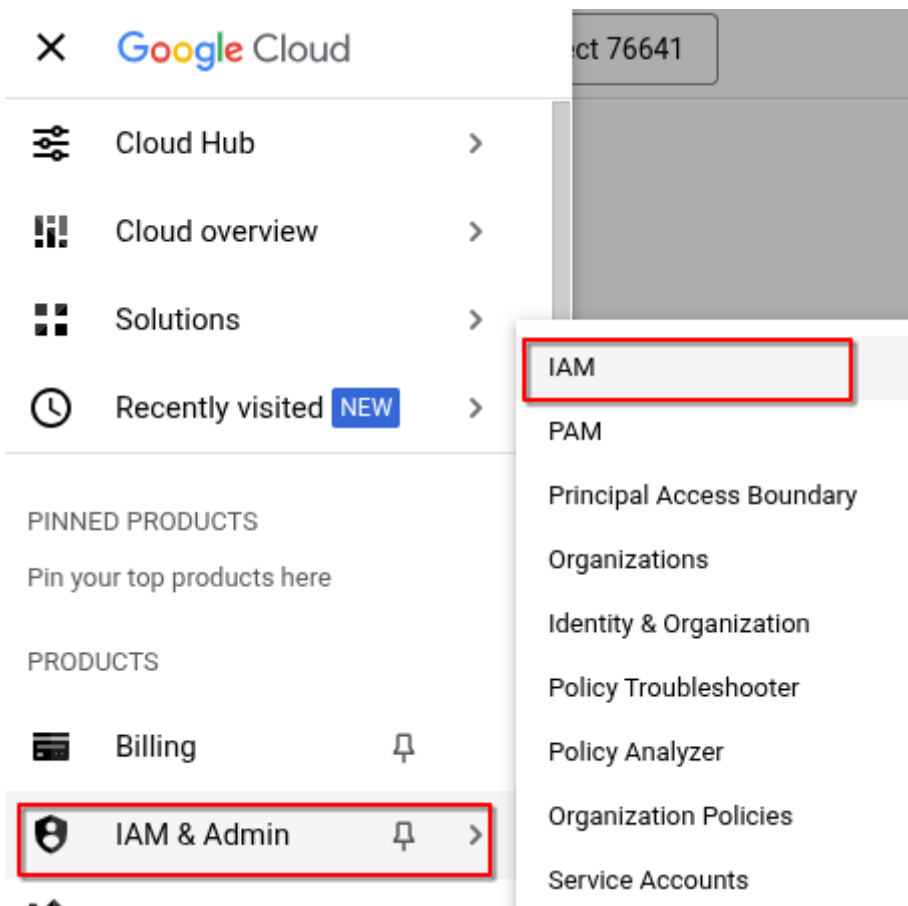 Google Cloud
ect 76641
Cloud Hub
Cloud overview
Solutions
Recently visited NEW
PINNED PRODUCTS
Pin your top products here
PRODUCTS
Billing
IAM & Admin
IAM
PAM
Principal Access Boundary
Organizations
Identity & Organization
Policy Troubleshooter
Policy Analyzer
Organization Policies
Service Accounts